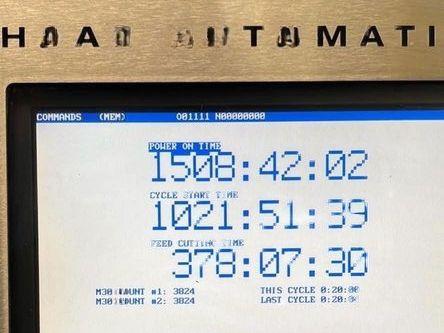 HAAS AUTOMATI
COMMANDS (MEM) O01111 N00000000
POWER ON TIME
1508:42:02
CYCLE START TIME
1021:51:39
FEED CUTTING TIME
378:07:30
M30 COUNT #1: 3824 THIS CYCLE 0:20:00
M30 COUNT #2: 3824 LAST CYCLE 0:20: